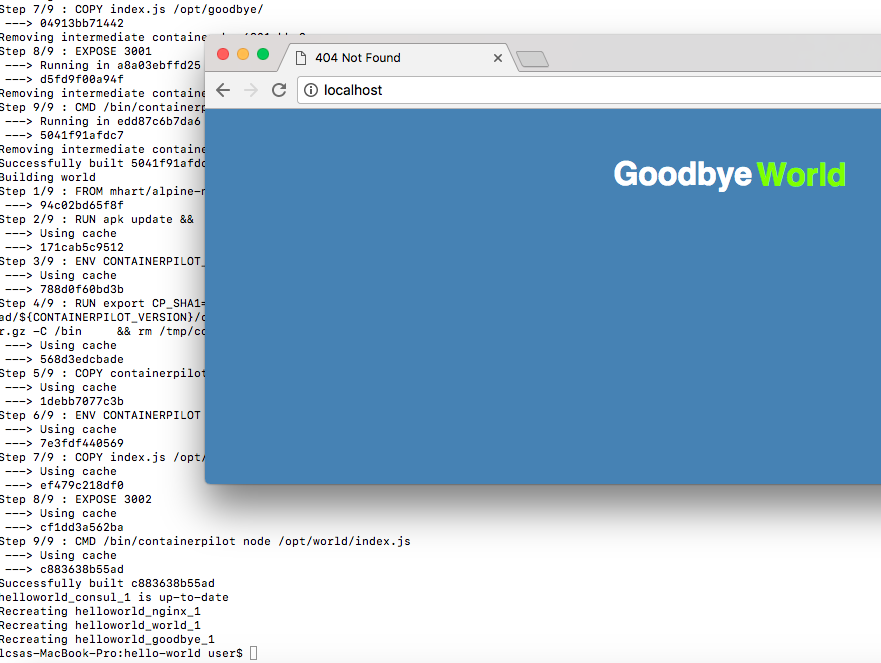 Step 7/9 : COPY index.js /opt/goodbye/
---> 04913bb71442
Removing intermediate containe
Step 8/9 : EXPOSE 3001
---> Running in a8a03ebffd25
---> d5fd9f00a94f
Removing intermediate containe
Step 9/9 : CMD /bin/containerp
---> Running in edd87c6b7da6
---> 5041f91afdc7
Removing intermediate containe
Successfully built 5041f91afdc
Building world
Step 1/9 : FROM mhart/alpine-n
---> 94c02bd65f8f
Step 2/9 : RUN apk update &&
---> Using cache
---> 171cab5c9512
Step 3/9 : ENV CONTAINERPILOT_
---> Using cache
---> 788d0f60bd3b
Step 4/9 : RUN export CP_SHA1=
ad/${CONTAINERPILOT_VERSION}/c
r.gz -C /bin && rm /tmp/co
---> Using cache
---> 568d3edcbade
Step 5/9 : COPY containerpilot
---> Using cache
---> 1debb7077c3b
Step 6/9 : ENV CONTAINERPILOT
---> Using cache
---> 7e3fdf440569
Step 7/9 : COPY index.js /opt/
---> Using cache
---> ef479c218df0
Step 8/9 : EXPOSE 3002
---> Using cache
---> cf1dd3a562ba
Step 9/9 : CMD /bin/containerpilot node /opt/world/index.js
---> Using cache
---> c883638b55ad
Successfully built c883638b55ad
helloworld_consul_1 is up-to-date
Recreating helloworld_nginx_1
Recreating helloworld_world_1
Recreating helloworld_goodbye_1
lcsas-MacBook-Pro:hello-world user$
404 Not Found
localhost
Goodbye World